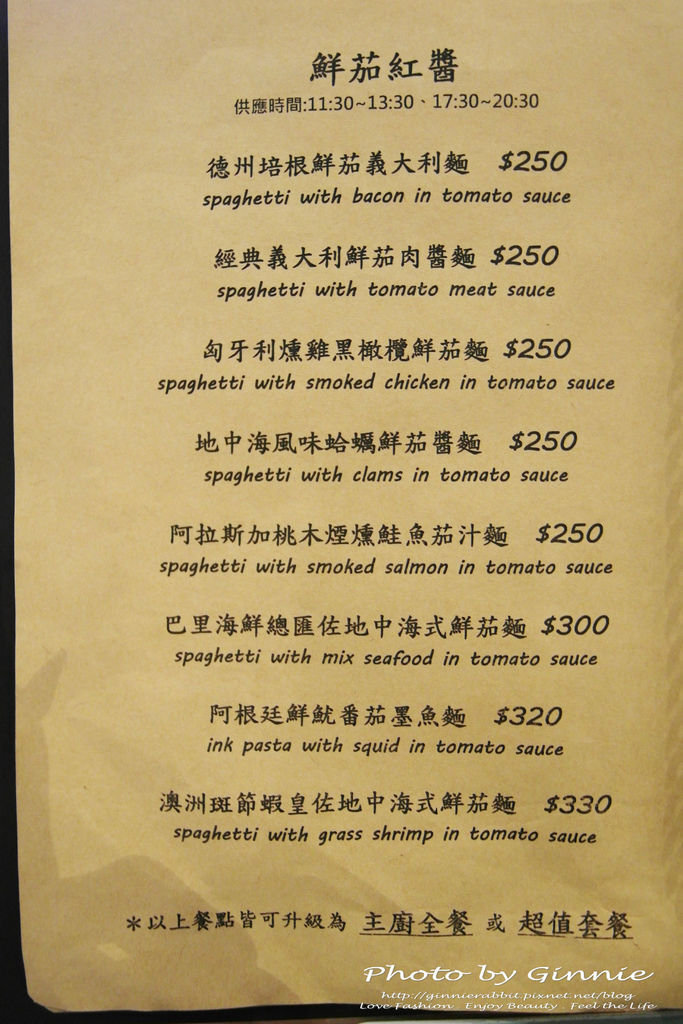 鮮茄紅醬
供應時間:11:30~13:30、17:30~20:30
德州培根鮮茄義大利麵 $250
spaghetti with bacon in tomato sauce
經典義大利鮮茄肉醬麵 $250
spaghetti with tomato meat sauce
匈牙利燻雞黑橄欖鮮茄麵 $250
spaghetti with smoked chicken in tomato sauce
地中海風味蛤蠣鮮茄醬麵 $250
spaghetti with clams in tomato sauce
阿拉斯加桃木煙燻鮭魚茄汁麵 $250
spaghetti with smoked salmon in tomato sauce
巴里海鮮總匯佐地中海式鮮茄麵 $300
spaghetti with mix seafood in tomato sauce
阿根廷鮮魷番茄墨魚麵 $320
ink pasta with squid in tomato sauce
澳洲斑節蝦皇佐地中海式鮮茄麵 $330
spaghetti with grass shrimp in tomato sauce
＊以上餐點皆可升級為 主廚全餐 或 超值套餐
Photo by Ginnie
http://ginnierabbit.pixnet.net/blog
Love Fashion . Enjoy Beauty . Feel the Life